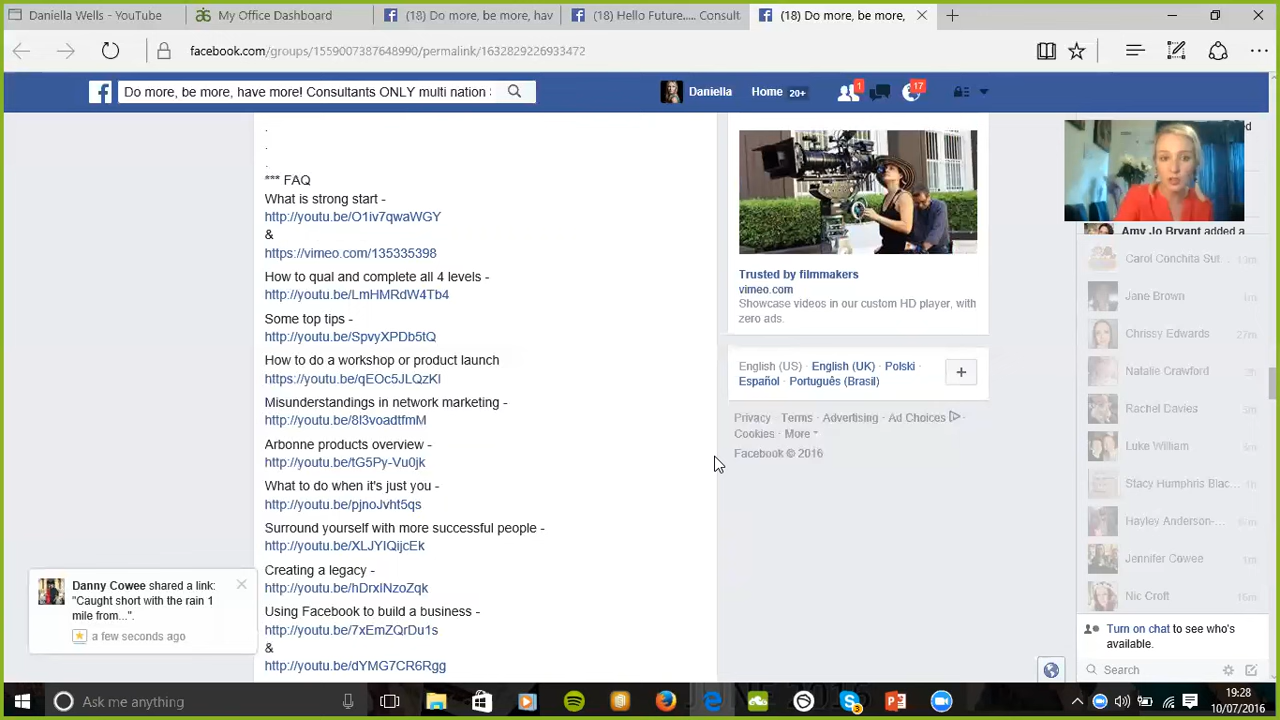 Daniella Wells - YouTube
My Office Dashboard
(18) Do more, be more, hav
(18) Hello Future..... Consult
(18) Do more, be more,
facebook.com/groups/1559007387648990/permalink/1632829226933472
Do more, be more, have more! Consultants ONLY multi nation
Daniella
Home 20+
1
17
.
.
.
*** FAQ
What is strong start -
http://youtu.be/O1iv7qwaWGY
&
https://vimeo.com/135335398
How to qual and complete all 4 levels -
http://youtu.be/LmHMRdW4Tb4
Some top tips -
http://youtu.be/SpvyXPDb5tQ
How to do a workshop or product launch
https://youtu.be/qEOc5JLQzKI
Misunderstandings in network marketing -
http://youtu.be/8I3voadtfmM
Arbonne products overview -
http://youtu.be/tG5Py-Vu0jk
What to do when it's just you -
http://youtu.be/pjnoJvht5qs
Surround yourself with more successful people -
http://youtu.be/XLJYIQijcEk
Creating a legacy -
http://youtu.be/hDrxINzoZqk
Using Facebook to build a business -
http://youtu.be/7xEmZQrDu1s
&
http://youtu.be/dYMG7CR6Rgg
Danny Cowee shared a link:
"Caught short with the rain 1
mile from...".
a few seconds ago
Trusted by filmmakers
vimeo.com
Showcase videos in our custom HD player, with
zero ads.
English (US) · English (UK) · Polski ·
Español · Português (Brasil)
Privacy · Terms · Advertising · Ad Choices ·
Cookies · More
Facebook © 2016
Amy Jo Bryant added a
Carol Conchita Sut...
Jane Brown
Chrissy Edwards 27m
Natalie Crawford
Rachel Davies
Luke William
Stacy Humphris Blac...
Hayley Anderson-...
Jennifer Cowee
Nic Croft 16m
Turn on chat to see who's
available.
Search
Ask me anything
JUNE 2016
3
19:28
10/07/2016